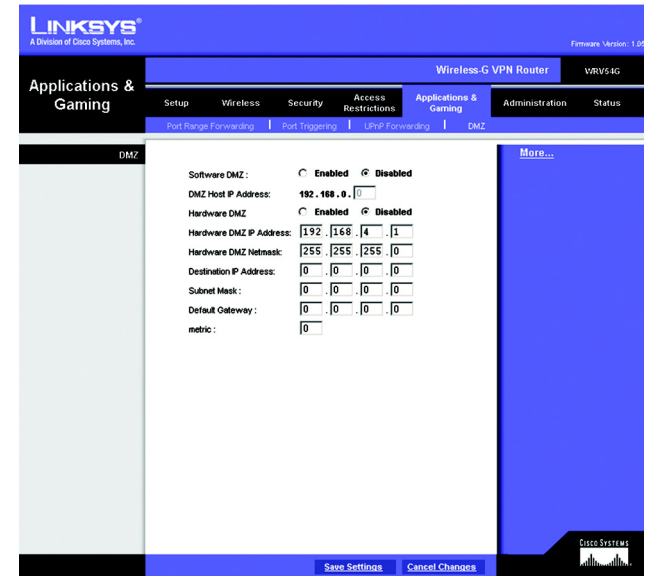 LINKSYS®
A Division of Cisco Systems, Inc.
Firmware Version: 1.05
Wireless-G VPN Router WRV54G
Applications & Gaming
Setup Wireless Security Access Restrictions Applications & Gaming Administration Status
Port Range Forwarding | Port Triggering | UPnP Forwarding | DMZ
DMZ
More...
Software DMZ : Enabled Disabled
DMZ Host IP Address: 192.168.0. 0
Hardware DMZ Enabled Disabled
Hardware DMZ IP Address: 192 . 168 . 4 . 1
Hardware DMZ Netmask: 255 . 255 . 255 . 0
Destination IP Address: 0 . 0 . 0 . 0
Subnet Mask : 0 . 0 . 0 . 0
Default Gateway : 0 . 0 . 0 . 0
metric : 0
Save Settings Cancel Changes
CISCO SYSTEMS